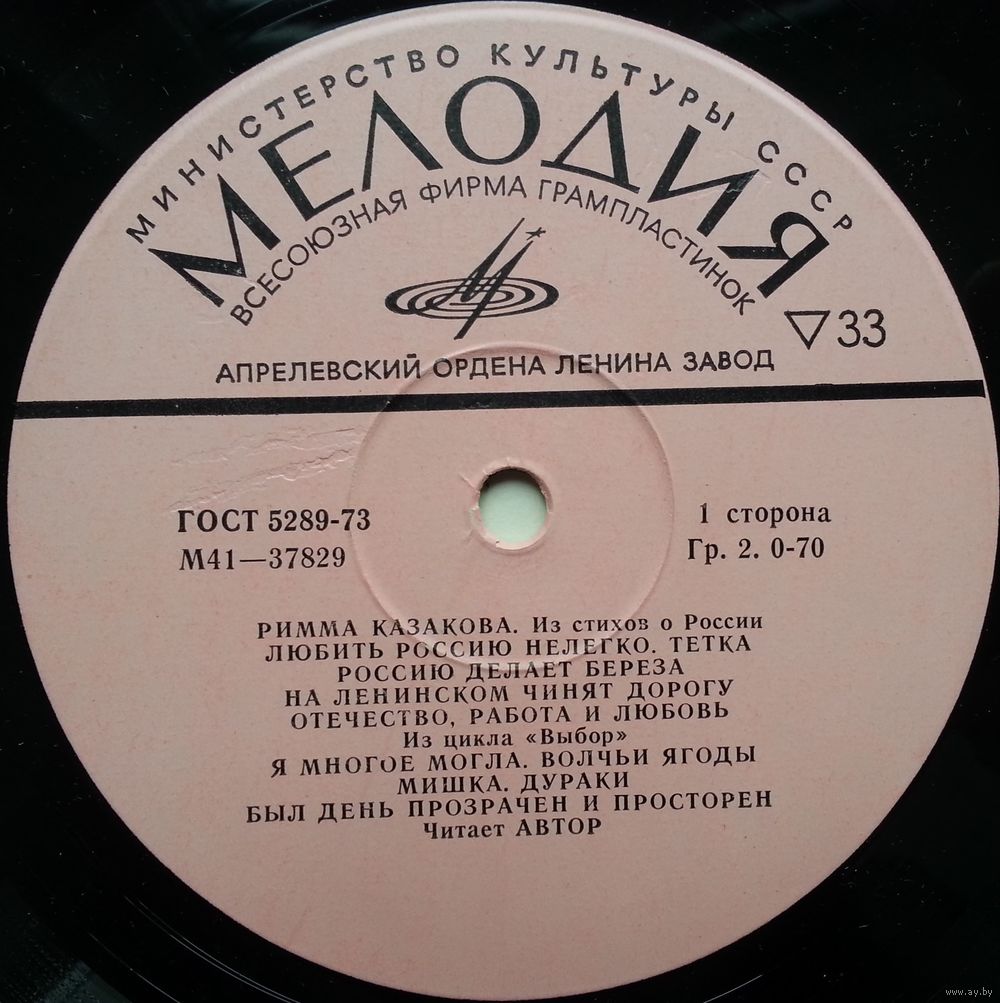 МИНИСТЕРСТВО КУЛЬТУРЫ СССР
МЕЛОДИЯ
ВСЕСОЮЗНАЯ ФИРМА ГРАМПЛАСТИНОК
▽33
АПРЕЛЕВСКИЙ ОРДЕНА ЛЕНИНА ЗАВОД
ГОСТ 5289-73
М41—37829
1 сторона
Гр. 2. 0-70
РИММА КАЗАКОВА. Из стихов о России
ЛЮБИТЬ РОССИЮ НЕЛЕГКО. ТЕТКА
РОССИЮ ДЕЛАЕТ БЕРЕЗА
НА ЛЕНИНСКОМ ЧИНЯТ ДОРОГУ
ОТЕЧЕСТВО, РАБОТА И ЛЮБОВЬ
Из цикла «Выбор»
Я МНОГОЕ МОГЛА. ВОЛЧЬИ ЯГОДЫ
МИШКА. ДУРАКИ
БЫЛ ДЕНЬ ПРОЗРАЧЕН И ПРОСТОРЕН
Читает АВТОР
www.ay.by